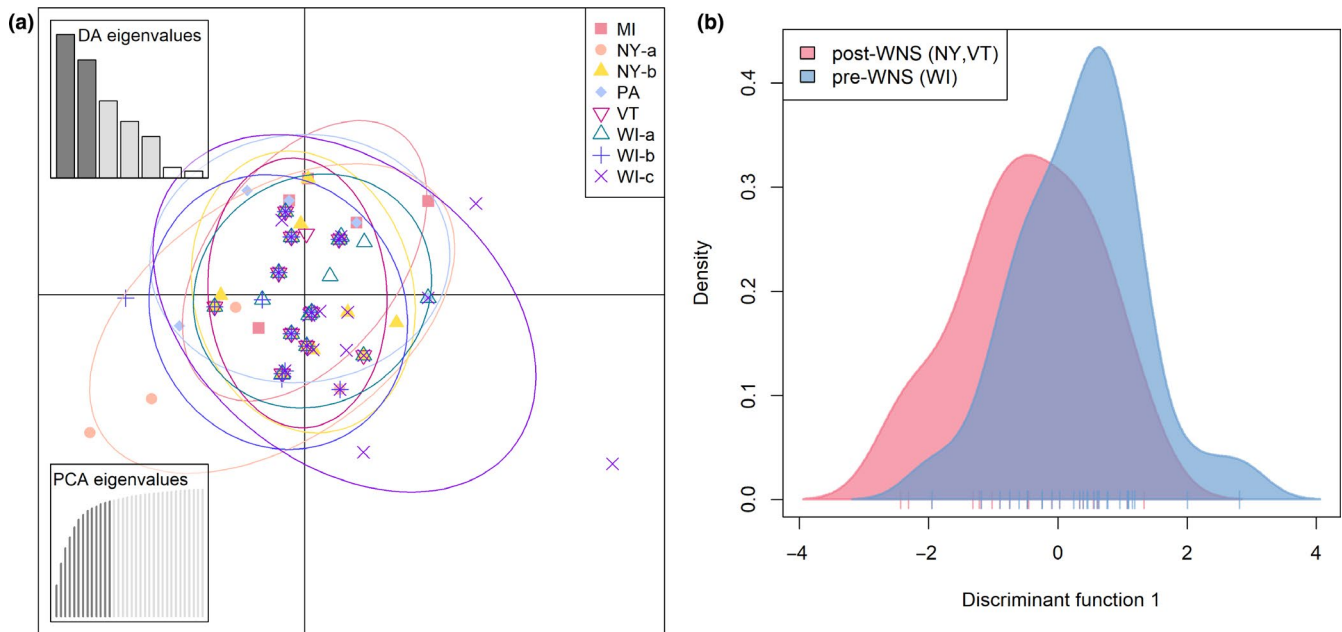 (a)
DA eigenvalues
MI
NY-a
NY-b
PA
VT
WI-a
WI-b
WI-c
PCA eigenvalues
(b)
post-WNS (NY,VT)
pre-WNS (WI)
Density
0.4
0.3
0.2
0.1
0.0
−4 −2 0 2 4
Discriminant function 1